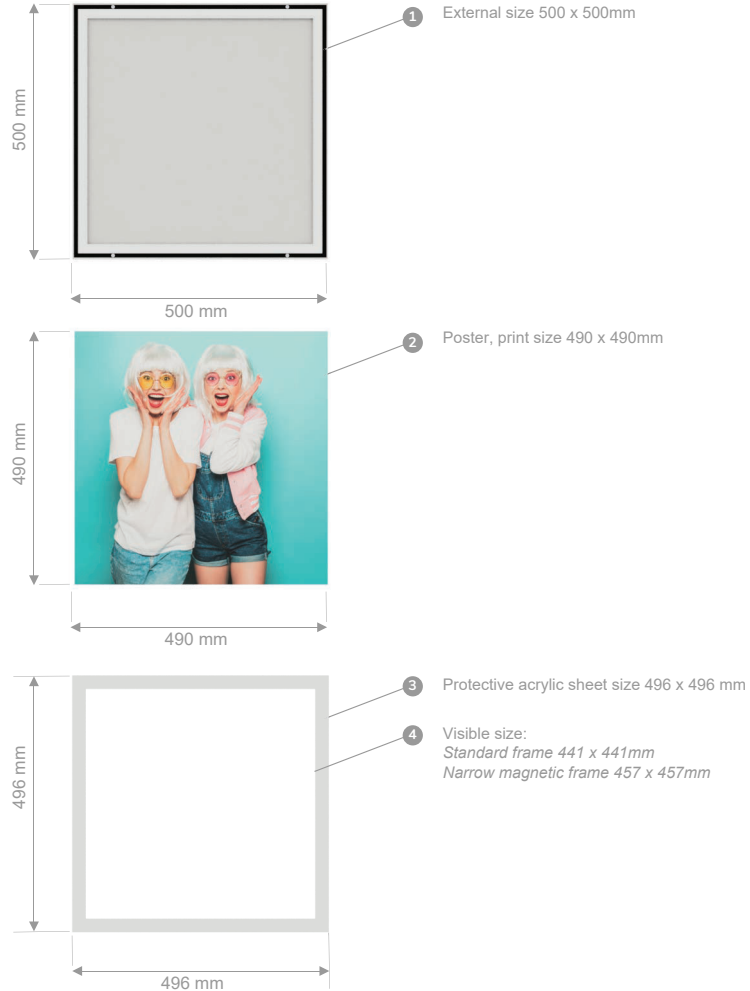 1 External size 500 x 500mm
500 mm
500 mm
2 Poster, print size 490 x 490mm
490 mm
490 mm
3 Protective acrylic sheet size 496 x 496 mm
4 Visible size:
Standard frame 441 x 441mm
Narrow magnetic frame 457 x 457mm
496 mm
496 mm